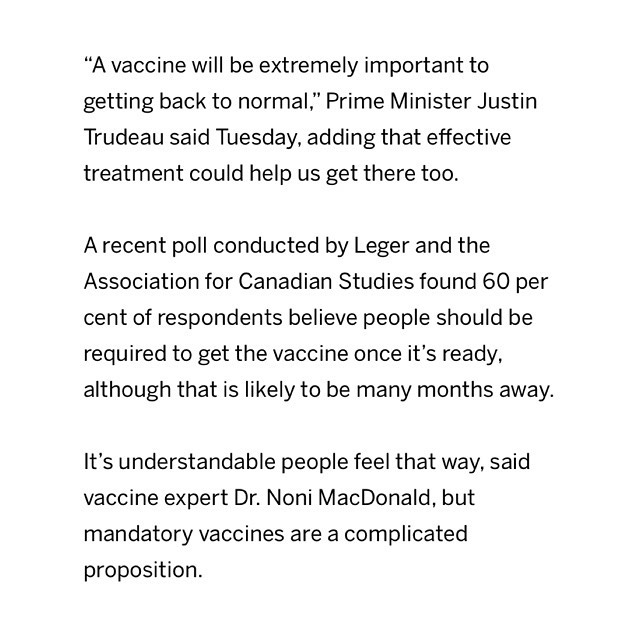 “A vaccine will be extremely important to
getting back to normal,” Prime Minister Justin
Trudeau said Tuesday, adding that effective
treatment could help us get there too.
A recent poll conducted by Leger and the
Association for Canadian Studies found 60 per
cent of respondents believe people should be
required to get the vaccine once it’s ready,
although that is likely to be many months away.
It’s understandable people feel that way, said
vaccine expert Dr. Noni MacDonald, but
mandatory vaccines are a complicated
proposition.